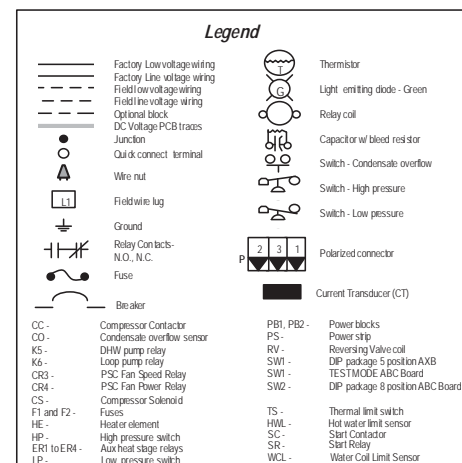 Legend
Factory Low voltage wiring
Factory Line voltage wiring
Field low voltage wiring
Field line voltage wiring
Optional block
DC Voltage PCB traces
Junction
Quick connect terminal
Wire nut
L1
Field wire lug
Ground
Relay Contacts-
N.O., N.C.
Fuse
Breaker
T
Thermistor
G
Light emitting diode - Green
Relay coil
Capacitor w/ bleed resistor
Switch - Condensate overflow
Switch - High pressure
Switch - Low pressure
P
2 3 1
Polarized connector
Current Transducer (CT)
CC - Compressor Contactor
CO - Condensate overflow sensor
K5 - DHW pump relay
K6 - Loop pump relay
CR3 - PSC Fan Speed Relay
CR4 - PSC Fan Power Relay
CS - Compressor Solenoid
F1 and F2 - Fuses
HE - Heater element
HP - High pressure switch
ER1 to ER4 - Aux heat stage relays
LP - Low pressure switch
PB1, PB2 - Power blocks
PS - Power strip
RV - Reversing Valve coil
SW1 - DIP package 5 position AXB
SW1 - TEST MODE ABC Board
SW2 - DIP package 8 position ABC Board
TS - Thermal limit switch
HWL - Hot water limit sensor
SC - Start Contactor
SR - Start Relay
WCL - Water Coil Limit Sensor